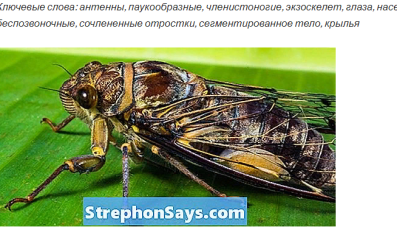 Ключевые слова: антенны, паукообразные, членистоногие, экзоскелет, глаза,
беспозвоночные, сочлененные отростки, сегментированное тело, крылья
StrephonSays.com